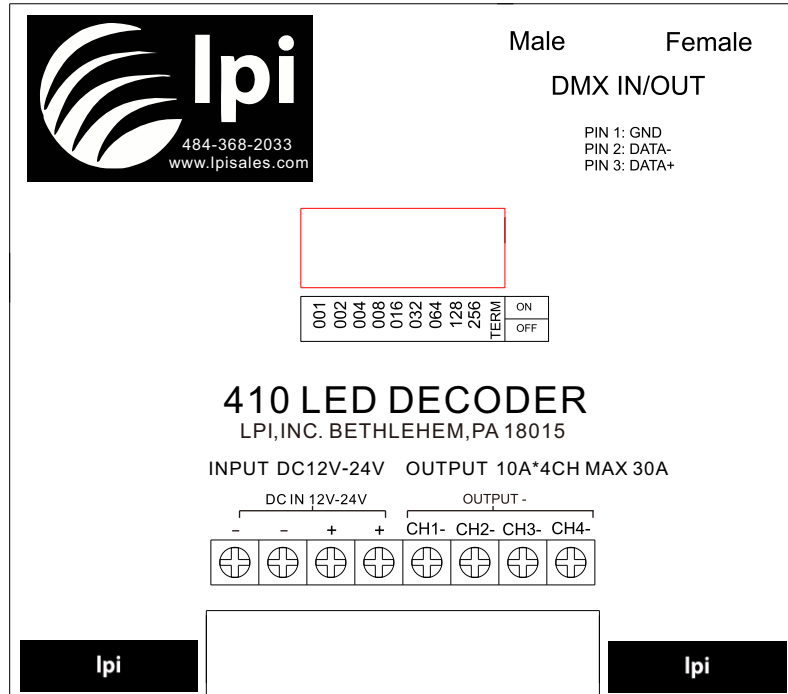 lpi
484-368-2033
www.lpisales.com
Male Female
DMX IN/OUT
PIN 1: GND
PIN 2: DATA-
PIN 3: DATA+
001 002 004 008 016 032 064 128 256 TERM ON
OFF
410 LED DECODER
LPI,INC. BETHLEHEM,PA 18015
INPUT DC12V-24V OUTPUT 10A*4CH MAX 30A
DC IN 12V-24V OUTPUT -
- - + + CH1- CH2- CH3- CH4-
lpi lpi